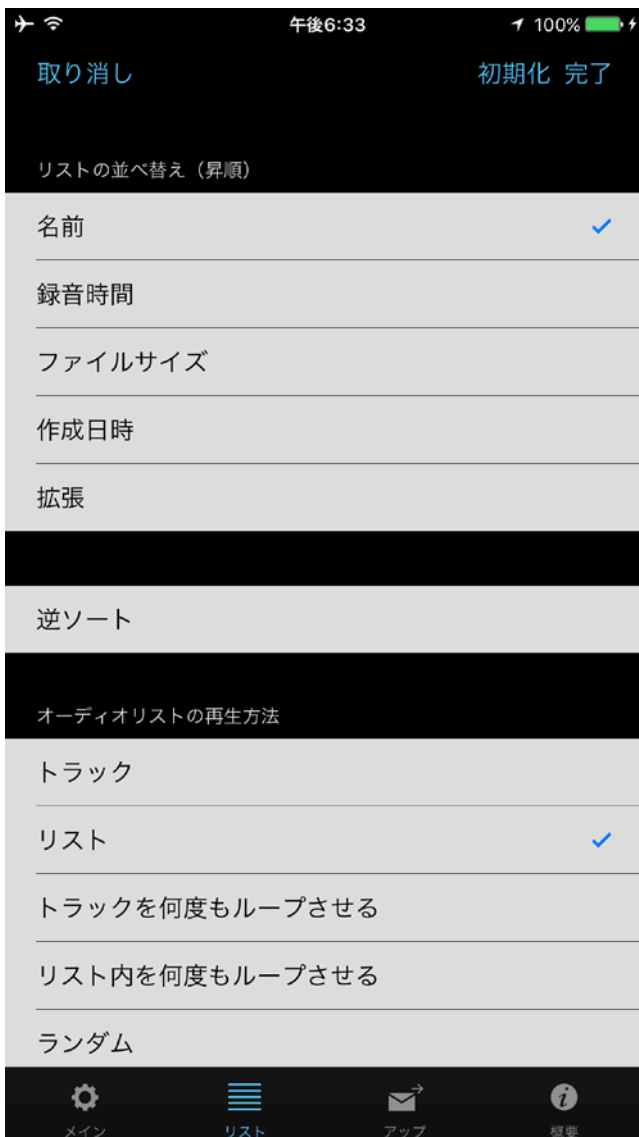 午後6:33
100%
取り消し
初期化 完了
リストの並べ替え（昇順）
名前
録音時間
ファイルサイズ
作成日時
拡張
逆ソート
オーディオリストの再生方法
トラック
リスト
トラックを何度もループさせる
リスト内を何度もループさせる
ランダム
メイン
リスト
アップ
概要